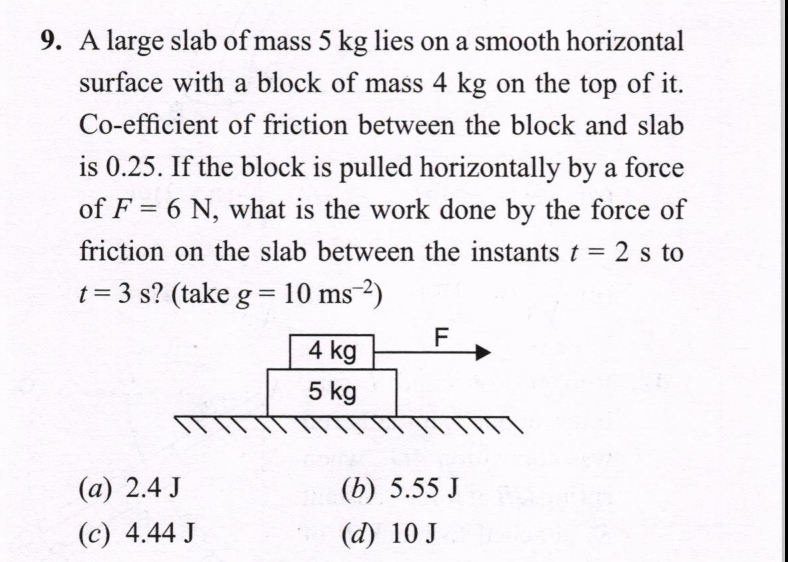 9. A large slab of mass 5 kg lies on a smooth horizontal
surface with a block of mass 4 kg on the top of it.
Co-efficient of friction between the block and slab
is 0.25. If the block is pulled horizontally by a force
of F = 6 N, what is the work done by the force of
friction on the slab between the instants t = 2 s to
t = 3 s? (take g = 10 ms⁻²)
F
4 kg
5 kg
(a) 2.4 J (b) 5.55 J
(c) 4.44 J (d) 10 J